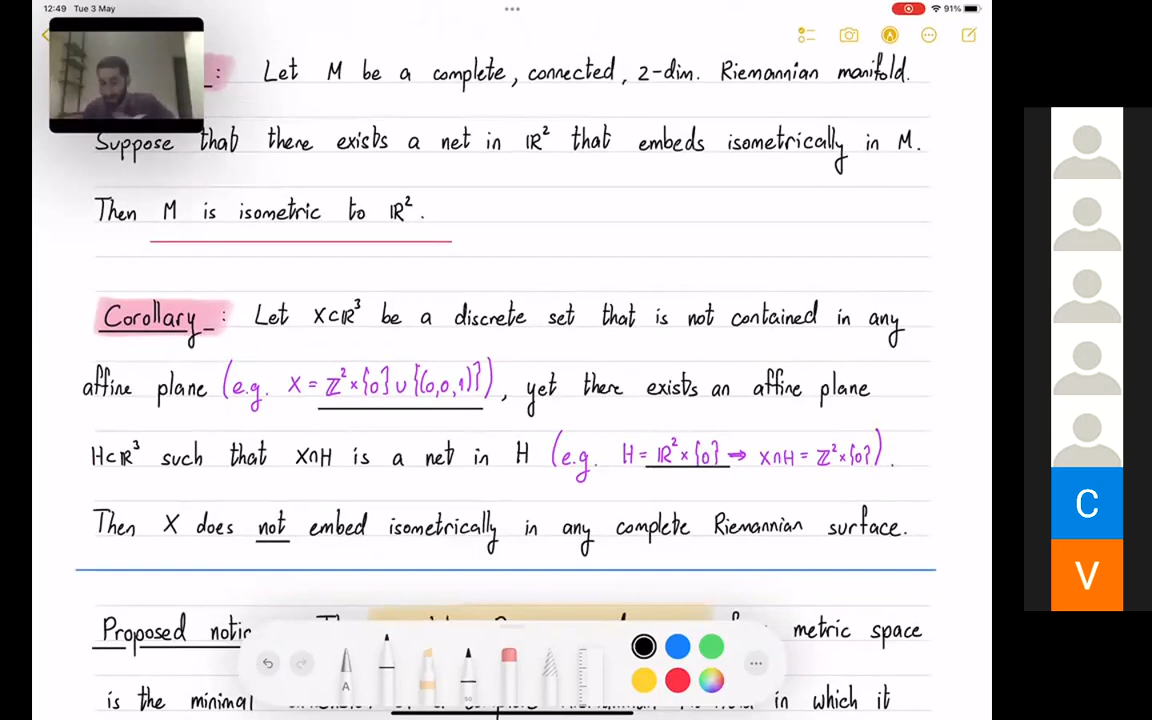 12:49 Tue 3 May
91%
: Let M be a complete, connected, 2-dim. Riemannian manifold.
Suppose that there exists a net in ℝ² that embeds isometrically in M.
Then M is isometric to ℝ².
Corollary : Let X⊂ℝ³ be a discrete set that is not contained in any
affine plane (e.g. X = ℤ²×{0}∪{(0,0,1)}), yet there exists an affine plane
H⊂ℝ³ such that X∩H is a net in H (e.g. H = ℝ²×{0} ⇒ X∩H = ℤ²×{0}).
Then X does not embed isometrically in any complete Riemannian surface.
Proposed metric space
is the minimal in which it
A
50
C
V